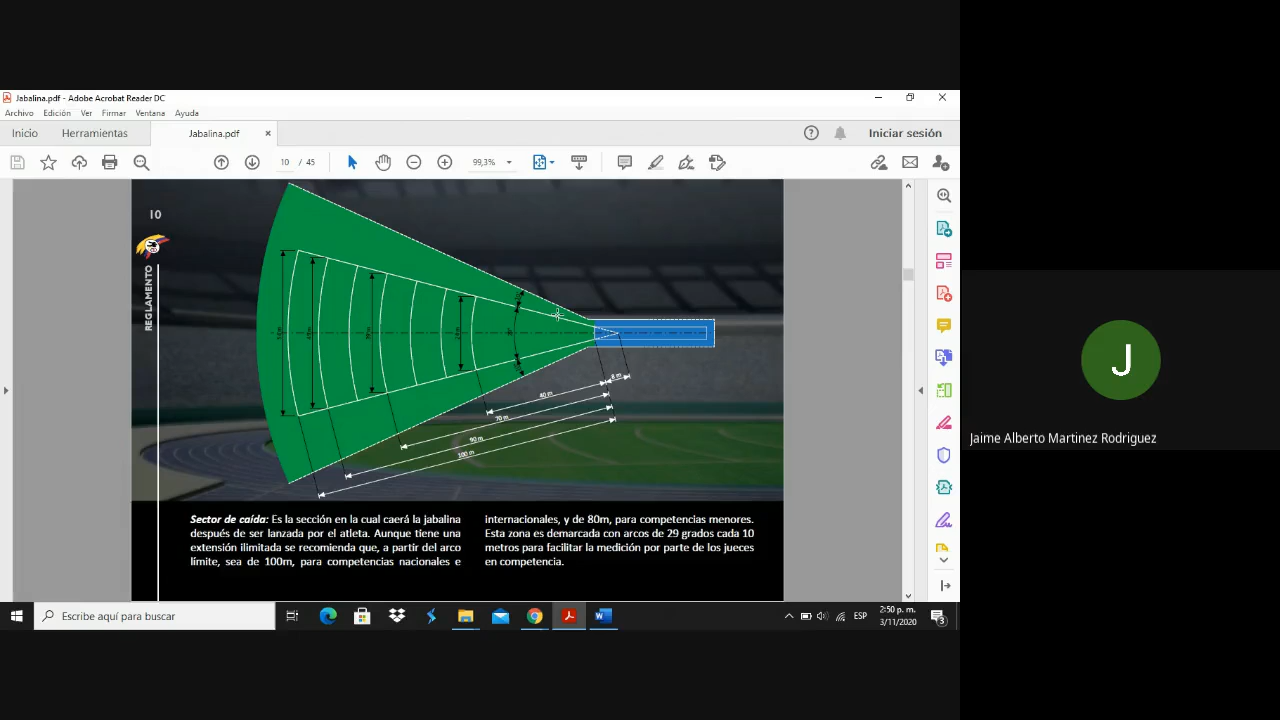 Jabalina.pdf - Adobe Acrobat Reader DC
Archivo Edición Ver Firmar Ventana Ayuda
Inicio Herramientas Jabalina.pdf × ? Iniciar sesión
10 / 45 99,3%
10
REGLAMENTO
8 m
40 m
70 m
90 m
100 m
Sector de caída: Es la sección en la cual caerá la jabalina
después de ser lanzada por el atleta. Aunque tiene una
extensión ilimitada se recomienda que, a partir del arco
límite, sea de 100m, para competencias nacionales e
internacionales, y de 80m, para competencias menores.
Esta zona es demarcada con arcos de 29 grados cada 10
metros para facilitar la medición por parte de los jueces
en competencia.
J
Jaime Alberto Martinez Rodriguez
Escribe aquí para buscar
ESP
2:50 p. m.
3/11/2020
3